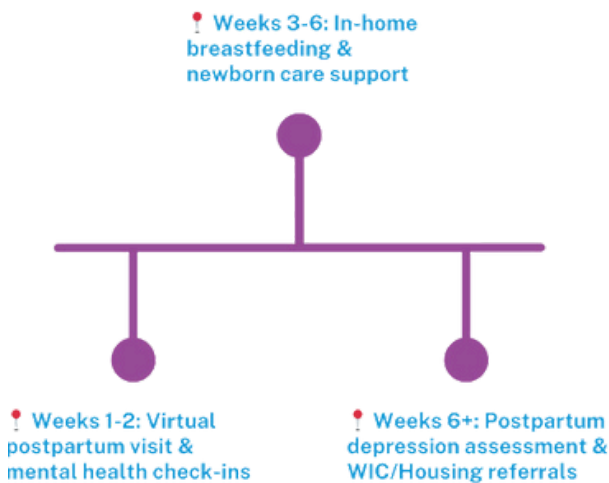 📍 Weeks 3-6: In-home
breastfeeding &
newborn care support
📍 Weeks 1-2: Virtual
postpartum visit &
mental health check-ins
📍 Weeks 6+: Postpartum
depression assessment &
WIC/Housing referrals